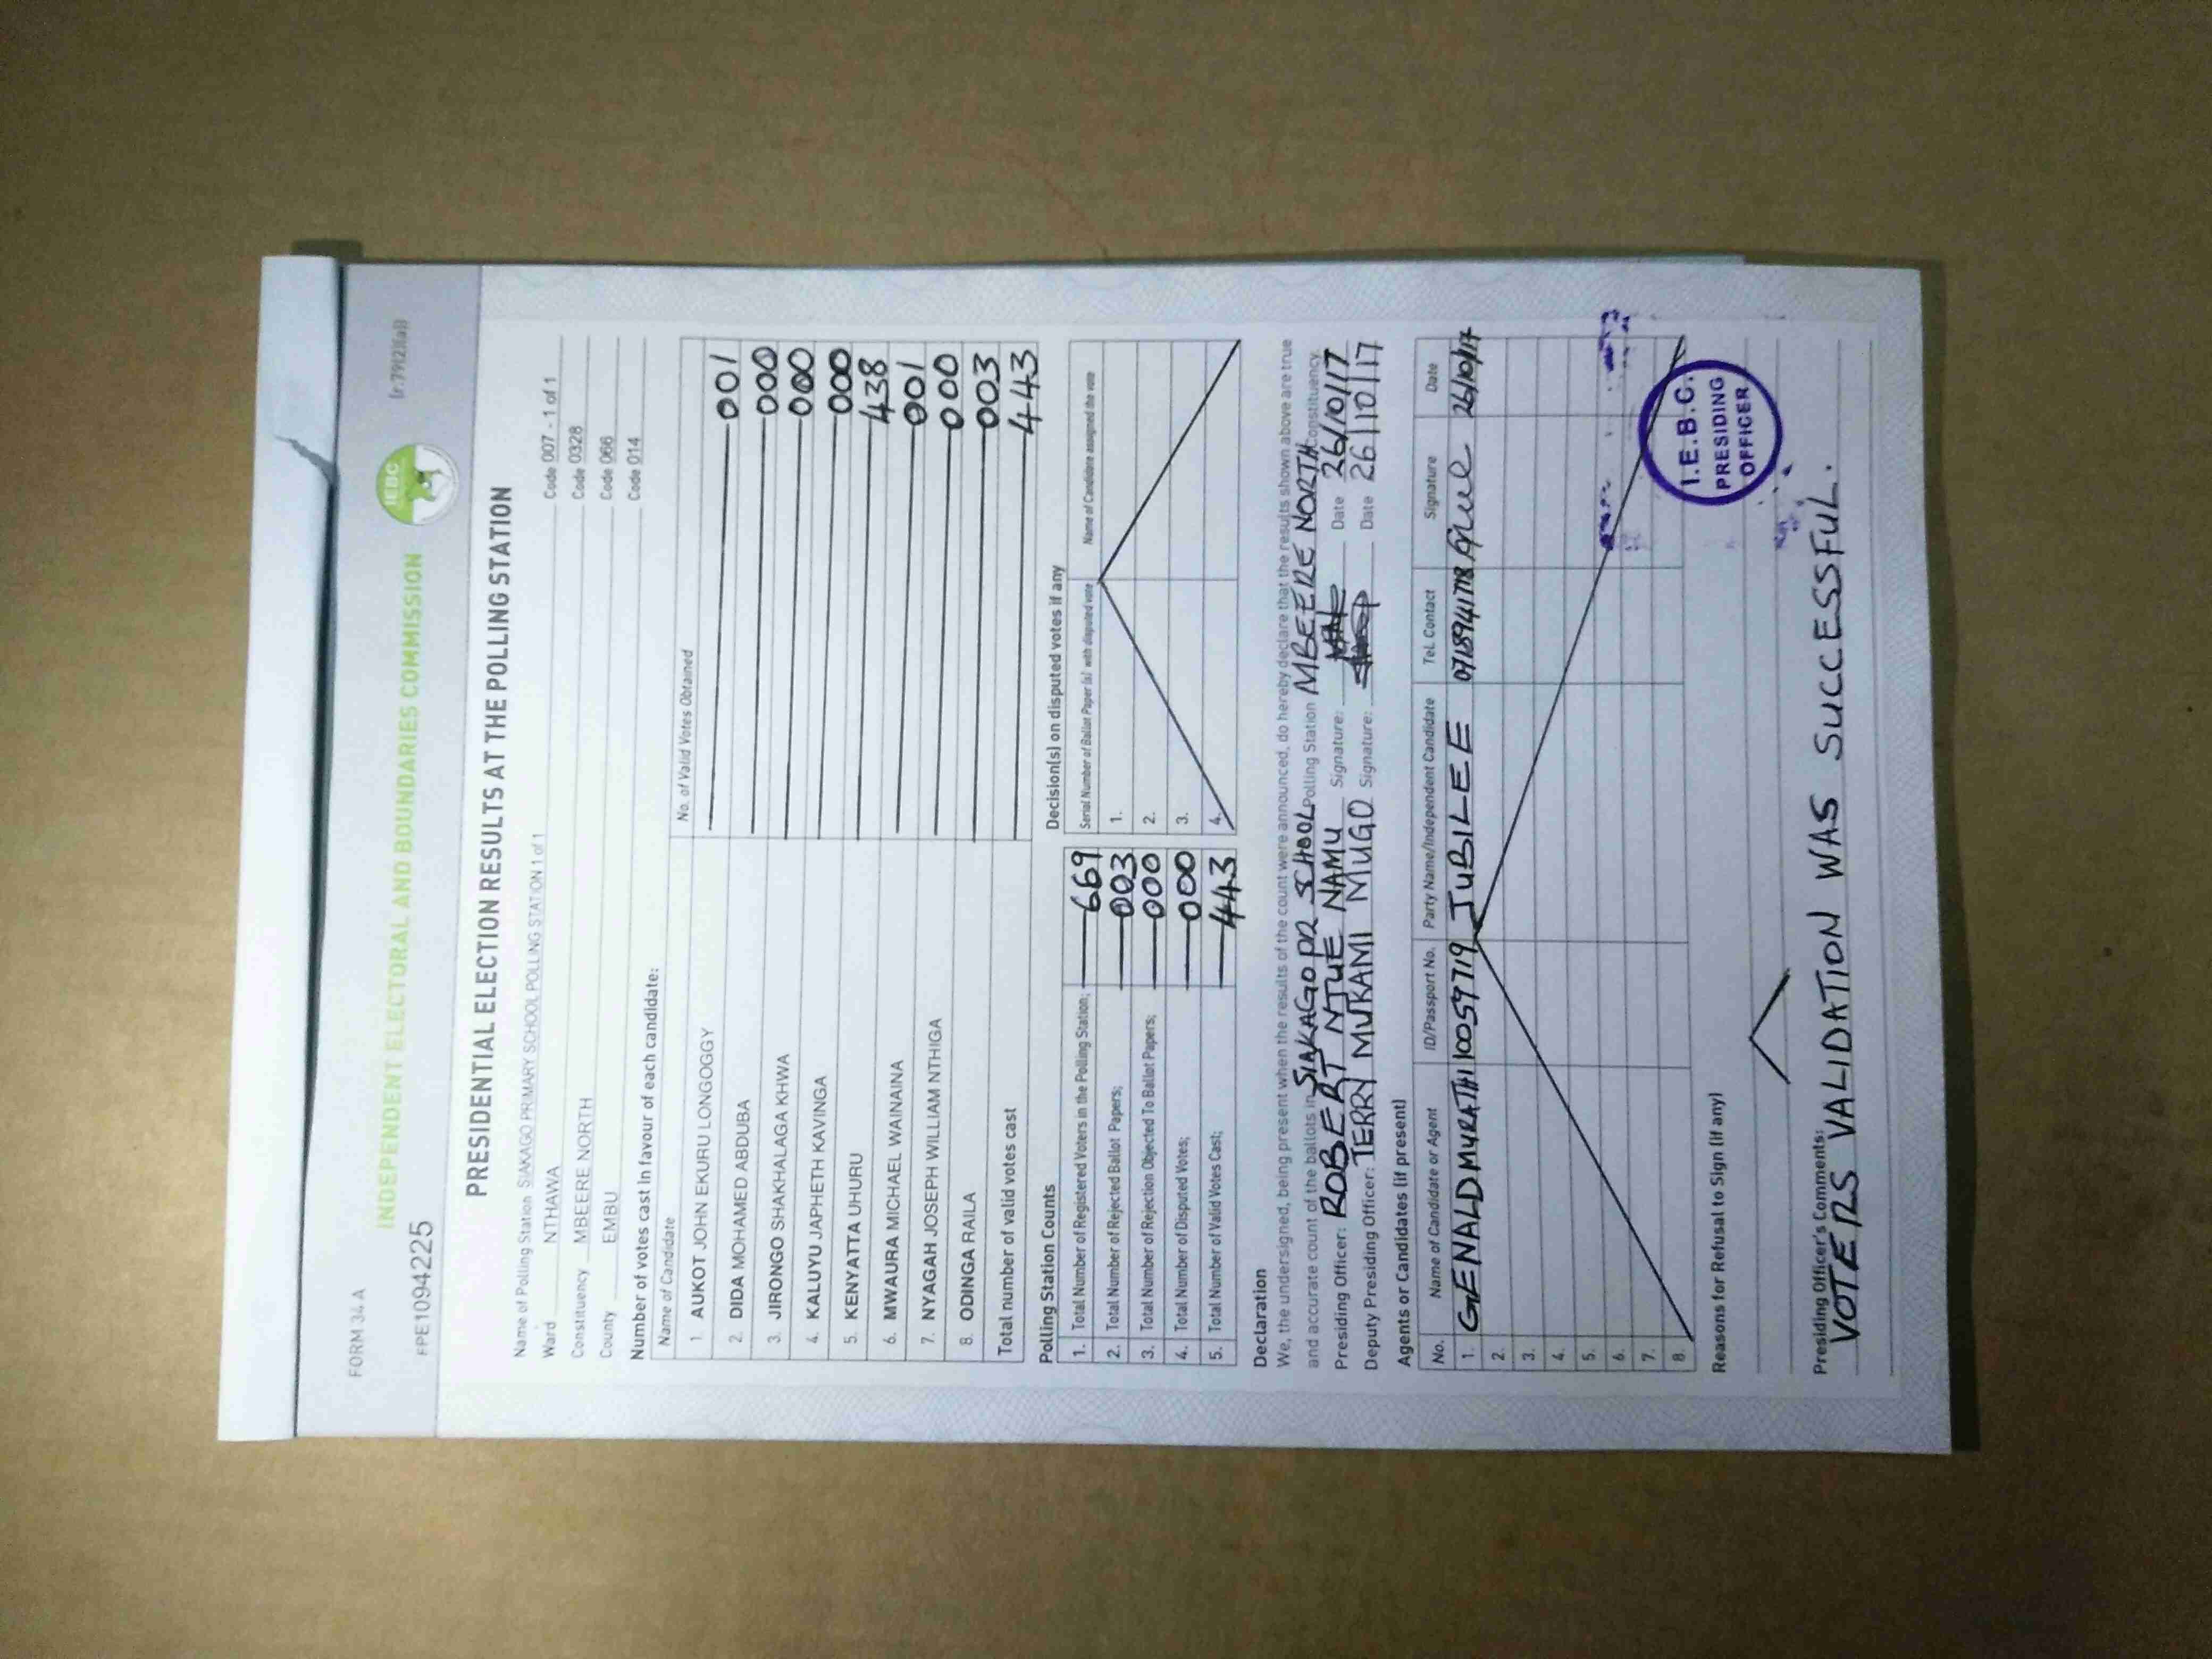 FORM 34 A
(r.79(2)(a))
INDEPENDENT ELECTORAL AND BOUNDARIES COMMISSION
IEBC
FPE1094225
PRESIDENTIAL ELECTION RESULTS AT THE POLLING STATION
Name of Polling Station SIAKAGO PRIMARY SCHOOL POLLING STATION 1 of 1 Code 007 - 1 of 1
Ward NTHAWA Code 0328
Constituency MBEERE NORTH Code 066
County EMBU Code 014
Number of votes cast in favour of each candidate:
Name of Candidate No. of Valid Votes Obtained
1. AUKOT JOHN EKURU LONGOGGY 001
2. DIDA MOHAMED ABDUBA 000
3. JIRONGO SHAKHALAGA KHWA 000
4. KALUYU JAPHETH KAVINGA 000
5. KENYATTA UHURU 438
6. MWAURA MICHAEL WAINAINA 001
7. NYAGAH JOSEPH WILLIAM NTHIGA 000
8. ODINGA RAILA 003
Total number of valid votes cast 443
Polling Station Counts
1. Total Number of Registered Voters in the Polling Station; 669
2. Total Number of Rejected Ballot Papers; 003
3. Total Number of Rejection Objected To Ballot Papers; 000
4. Total Number of Disputed Votes; 000
5. Total Number of Valid Votes Cast; 443
Decision(s) on disputed votes if any
Serial Number of Ballot Paper (s) with disputed vote Name of Candidate assigned the vote
1.
2.
3.
4.
Declaration
We, the undersigned, being present when the results of the count were announced, do hereby declare that the results shown above are true
and accurate count of the ballots in SIAKAGO PR SCHOOL Polling Station MBEERE NORTH Constituency.
Presiding Officer: ROBERT NTUE NAMU Signature: Date 26/10/17
Deputy Presiding Officer: TERRY MUKAMI MUGO Signature: Date 26/10/17
Agents or Candidates (if present)
No. Name of Candidate or Agent ID/Passport No. Party Name/Independent Candidate Tel. Contact Signature Date
1. GENALD MURATHI 10059719 JUBILEE 26/10/17
2.
3.
4.
5.
6.
7.
8.
I.E.B.C.
PRESIDING
OFFICER
Reasons for Refusal to Sign (if any)
Presiding Officer's Comments:
VOTERS VALIDATION WAS SUCCESSFUL.